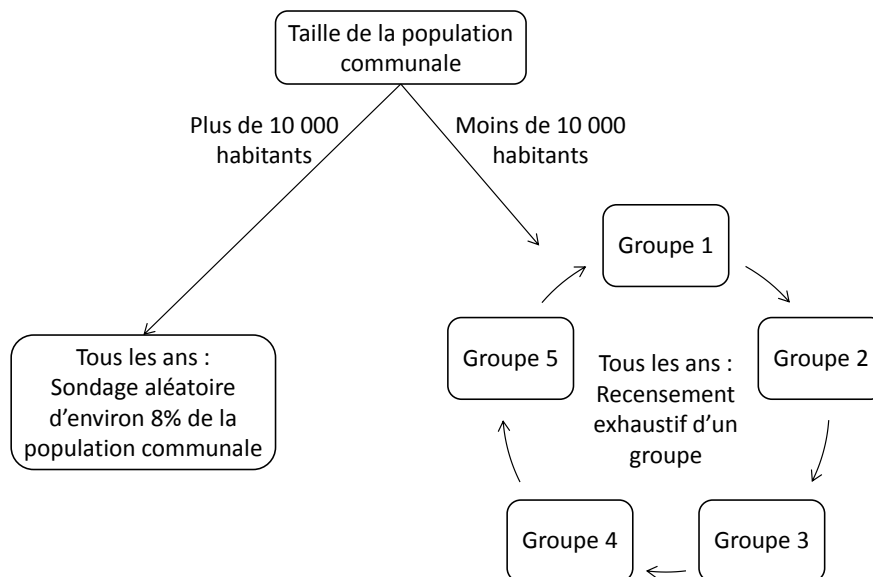 Taille de la population
communale
Plus de 10 000
habitants
Moins de 10 000
habitants
Groupe 1
Tous les ans :
Sondage aléatoire
d’environ 8% de la
population communale
Groupe 5
Tous les ans :
Recensement
exhaustif d’un
groupe
Groupe 2
Groupe 4
Groupe 3